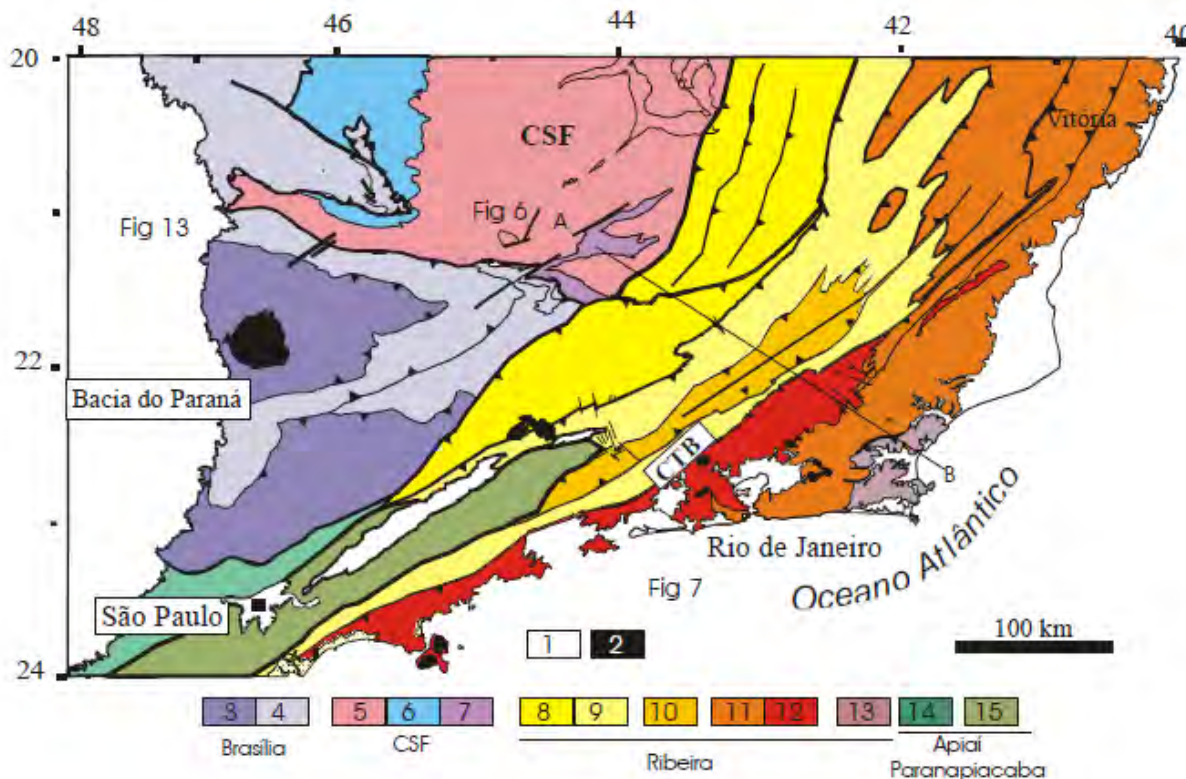 48 46 44 42 40
20
CSF
Vitória
Fig 6 A
Fig 13
22
Bacia do Paraná
CTB
B
Rio de Janeiro
Oceano Atlântico
Fig 7
São Paulo
1 2
100 km
24
3 4 5 6 7 8 9 10 11 12 13 14 15
Brasília CSF Ribeira Apiaí
Paranapiacaba